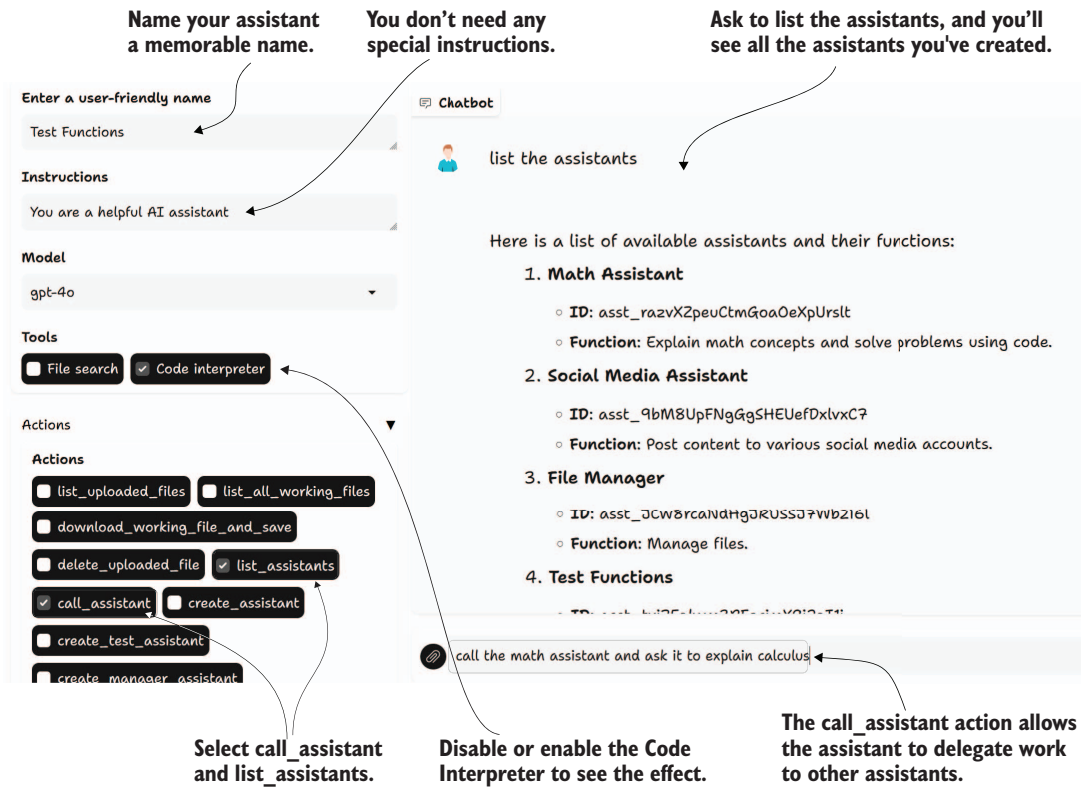 Name your assistant
a memorable name.
You don’t need any
special instructions.
Ask to list the assistants, and you’ll
see all the assistants you've created.
Enter a user-friendly name
Test Functions
Instructions
You are a helpful AI assistant
Model
gpt-4o
Tools
File search
Code interpreter
Actions
Actions
list_uploaded_files
list_all_working_files
download_working_file_and_save
delete_uploaded_file
list_assistants
call_assistant
create_assistant
create_test_assistant
create_manager_assistant
Chatbot
list the assistants
Here is a list of available assistants and their functions:
1. Math Assistant
ID: asst_razvXZpeuCtmGoaOeXpUrslt
Function: Explain math concepts and solve problems using code.
2. Social Media Assistant
ID: asst_9bM8UpFNgGgSHEUefDxlvxC7
Function: Post content to various social media accounts.
3. File Manager
ID:
Function: Manage files.
4. Test Functions
ID:
call the math assistant and ask it to explain calculus
Select call_assistant
and list_assistants.
Disable or enable the Code
Interpreter to see the effect.
The call_assistant action allows
the assistant to delegate work
to other assistants.